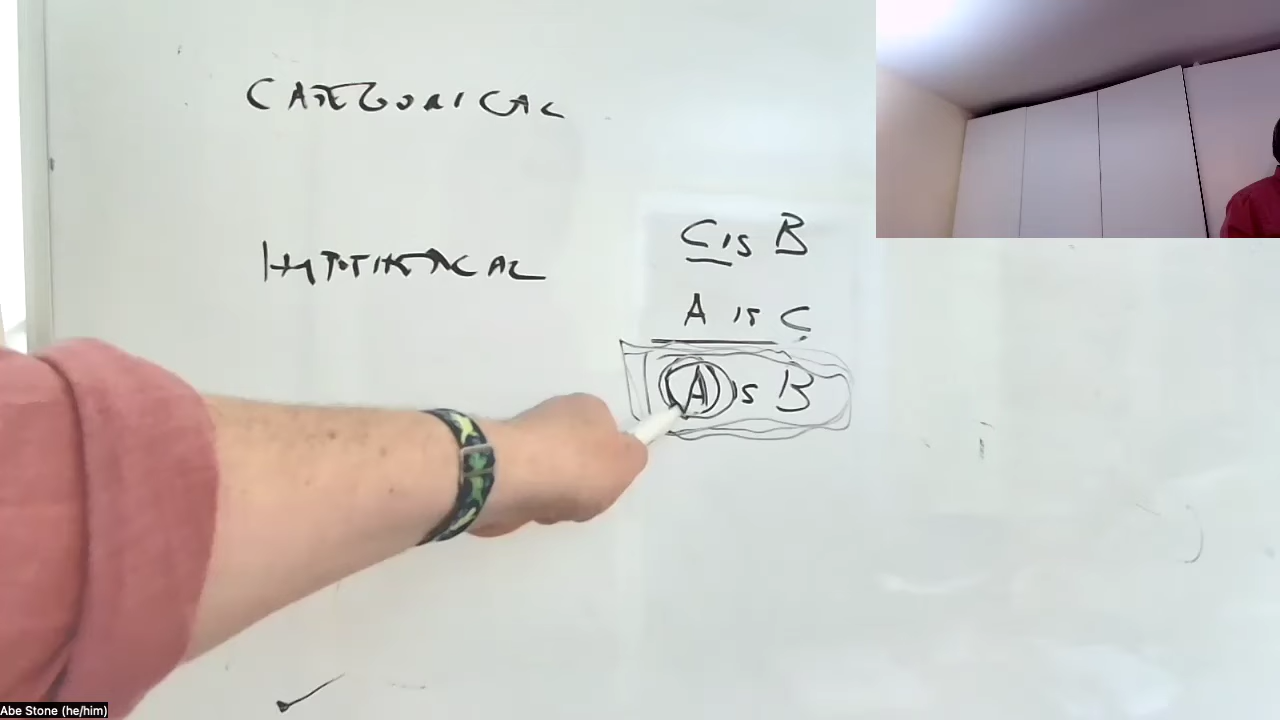 CATEGORICAL
HYPOTHETICAL
C is B
A is C
A is B
Abe Stone (he/him)